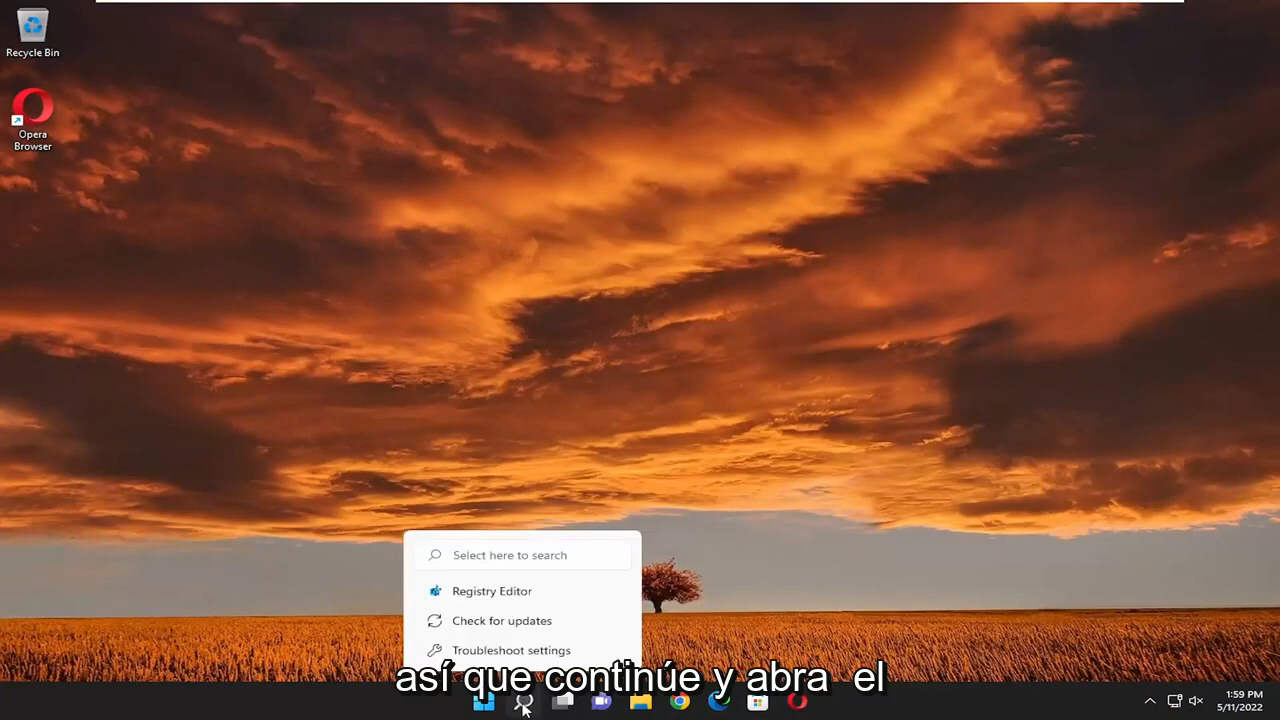 Recycle Bin
Opera
Browser
Select here to search
Registry Editor
Check for updates
Troubleshoot settings
así que continúe y abra el
1:59 PM
5/11/2022